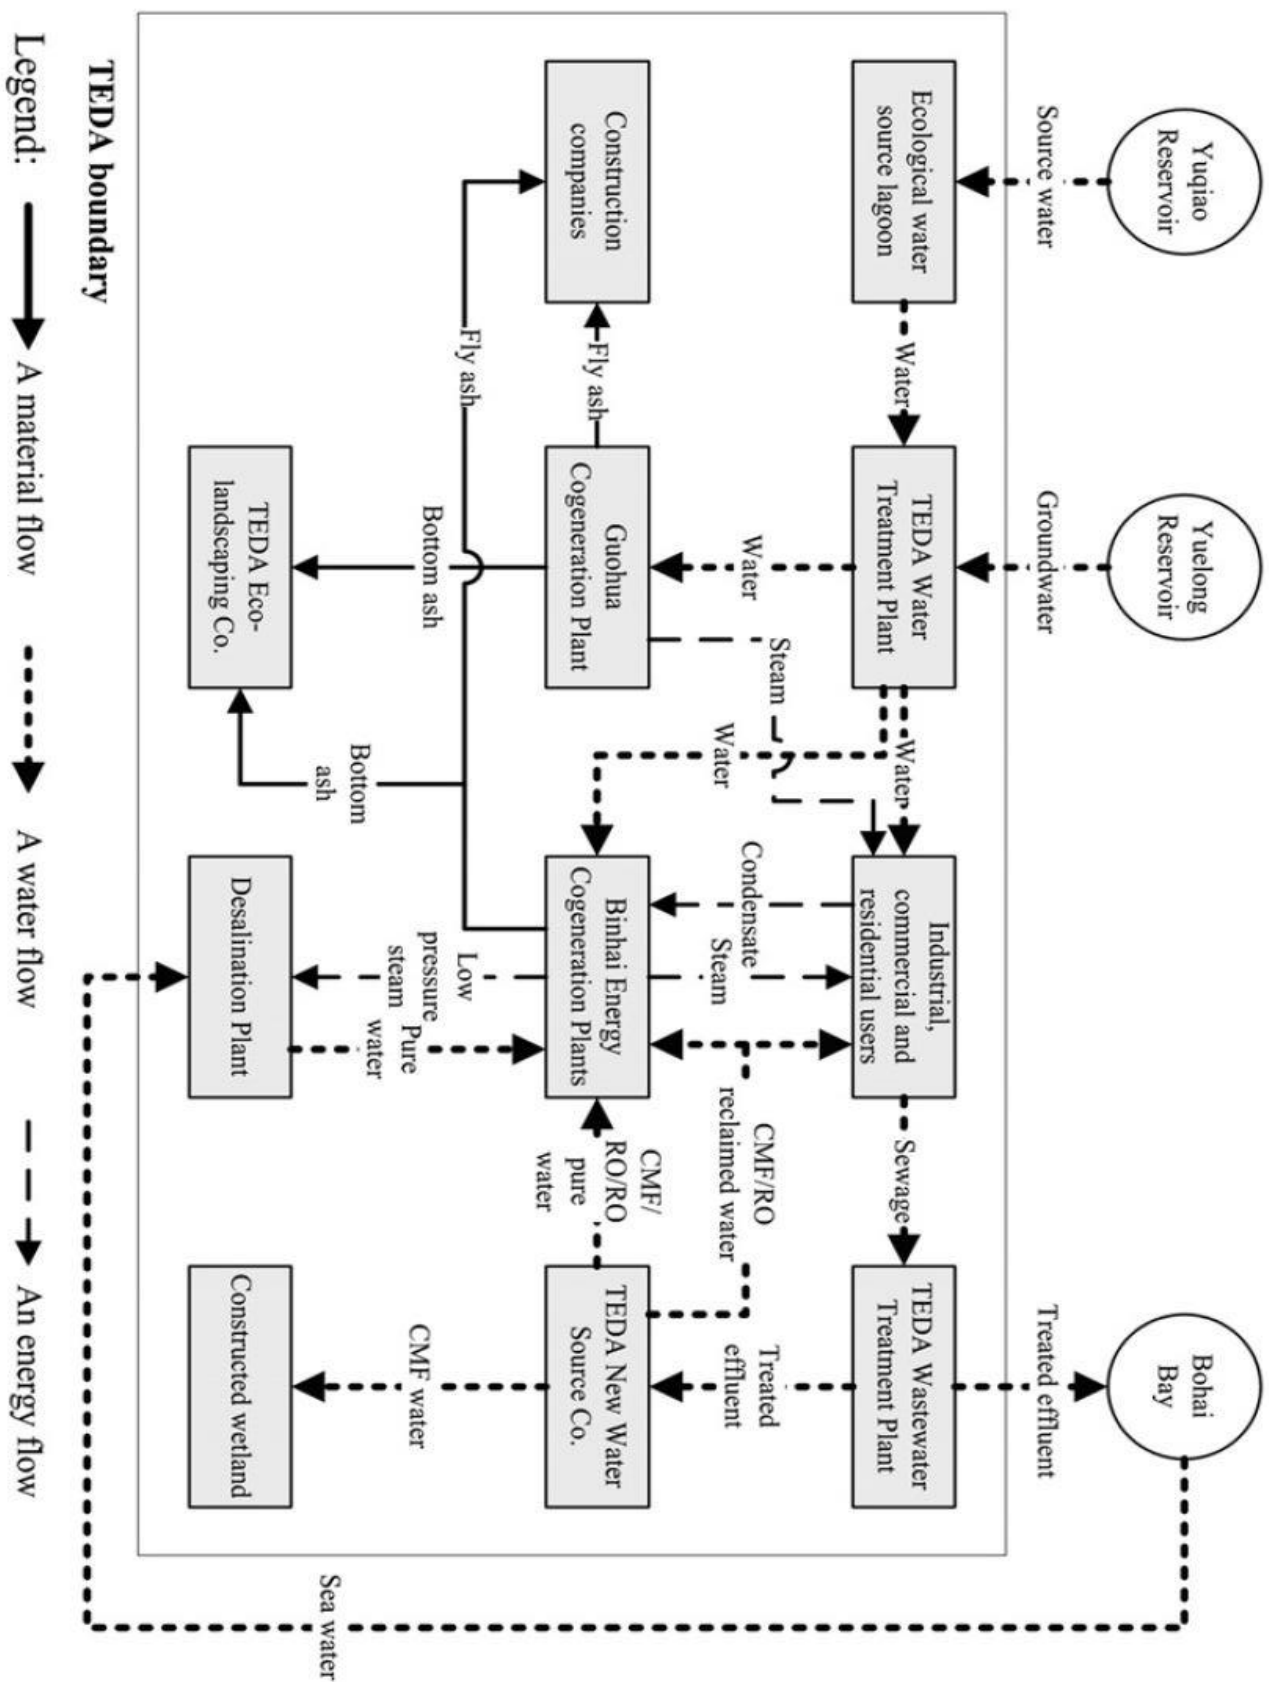 Yuqiao
Reservoir
Yuelong
Reservoir
Bohai
Bay
Source water
Groundwater
Treated effluent
Ecological water
source lagoon
Water
TEDA Water
Treatment Plant
Water
Industrial,
commercial and
residential users
Sewage
TEDA Wastewater
Treatment Plant
Water
Steam
Water
Condensate
Steam
CMF/RO
reclaimed water
Treated
effluent
Construction
companies
Fly ash
Guohua
Cogeneration Plant
Binhai Energy
Cogeneration Plants
CMF/
RO/RO
pure
water
TEDA New Water
Source Co.
Fly ash
Bottom ash
Bottom
ash
Low
pressure
steam
Pure
water
CMF water
Sea water
TEDA Eco-
landscaping Co.
Desalination Plant
Constructed wetland
TEDA boundary
Legend:
A material flow
A water flow
An energy flow